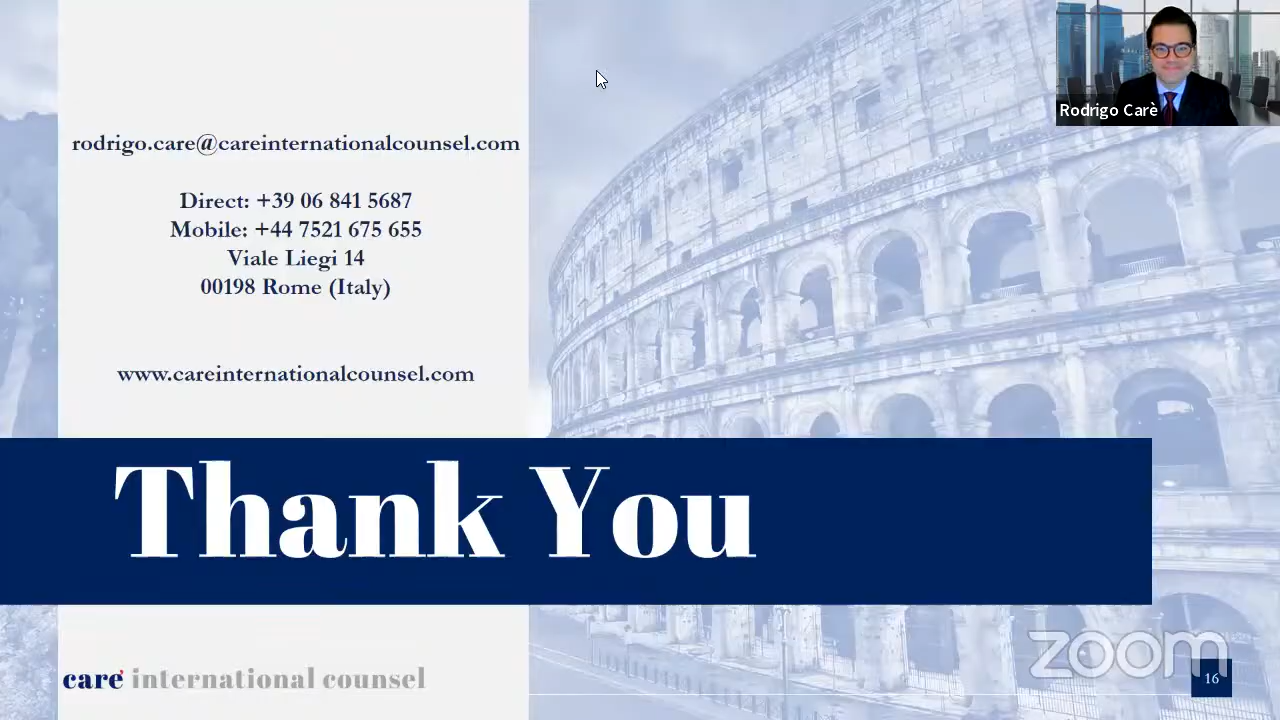 rodrigo.care@careinternationalcounsel.com
Direct: +39 06 841 5687
Mobile: +44 7521 675 655
Viale Liegi 14
00198 Rome (Italy)
www.careinternationalcounsel.com
Thank You
care international counsel
Rodrigo Carè
zoom
16